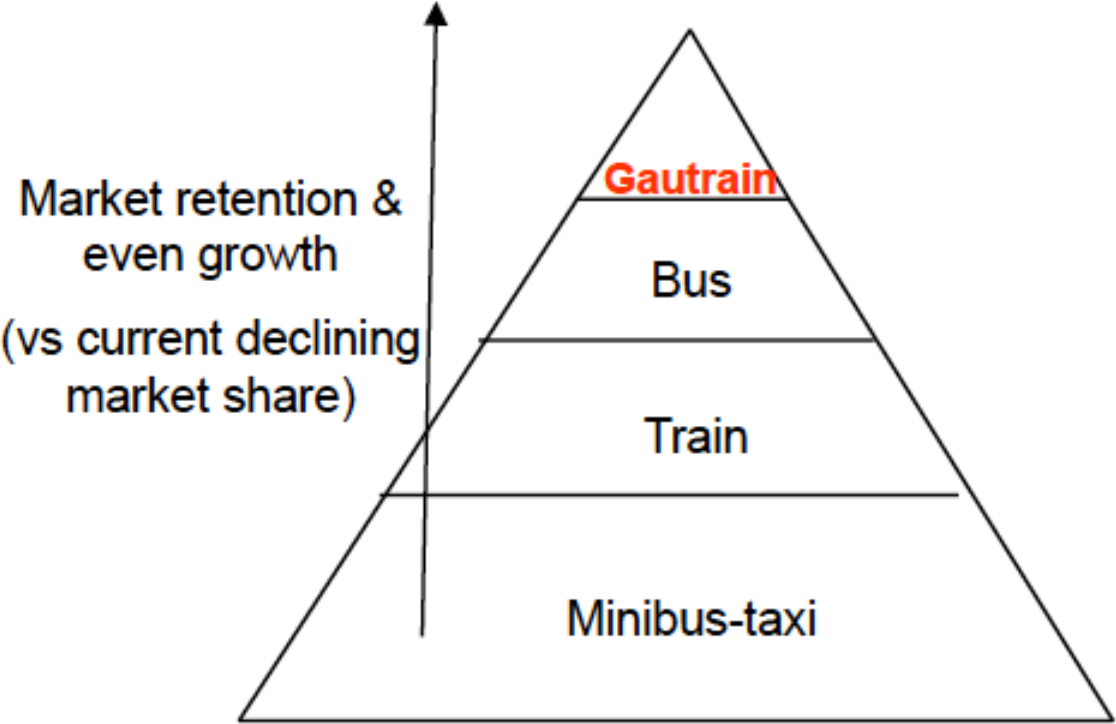 Market retention &
even growth
(vs current declining
market share)
Gautrain
Bus
Train
Minibus-taxi